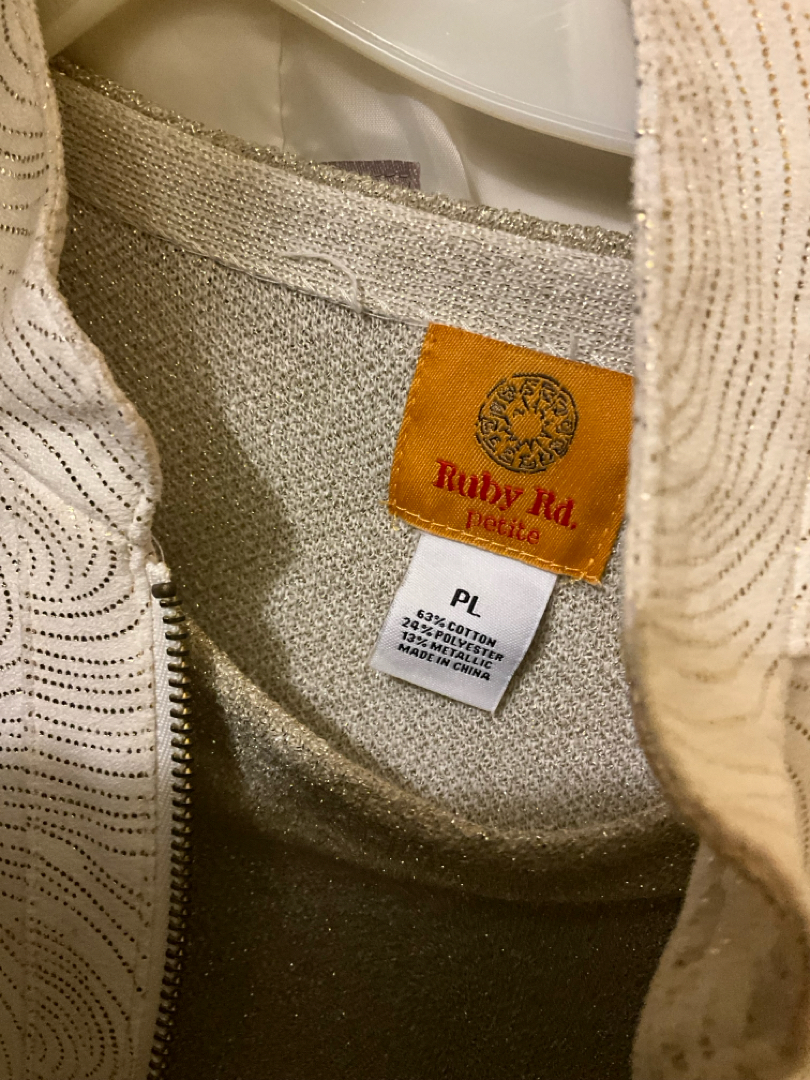 Ruby Rd.
petite
PL
63% COTTON
24% POLYESTER
13% METALLIC
MADE IN CHINA